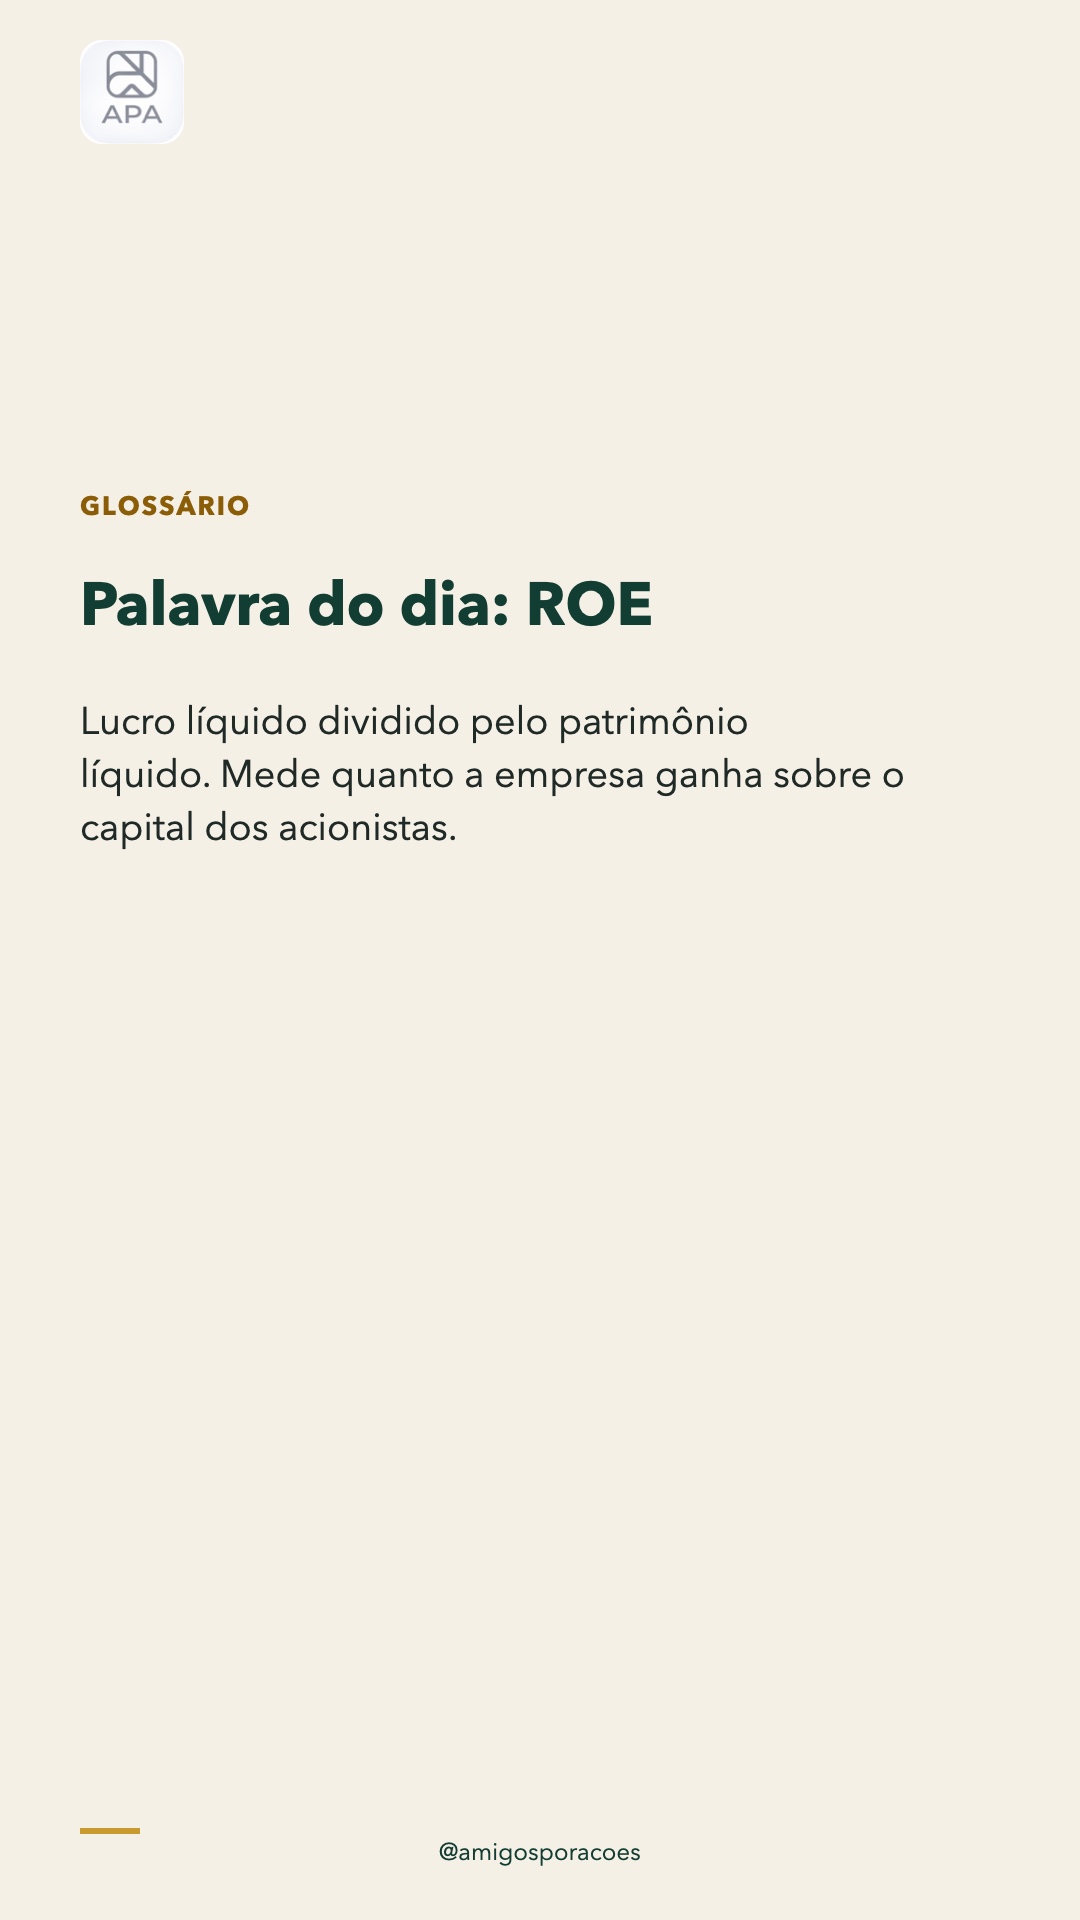 APA
GLOSSÁRIO
Palavra do dia: ROE
Lucro líquido dividido pelo patrimônio
líquido. Mede quanto a empresa ganha sobre o
capital dos acionistas.
@amigosporacoes